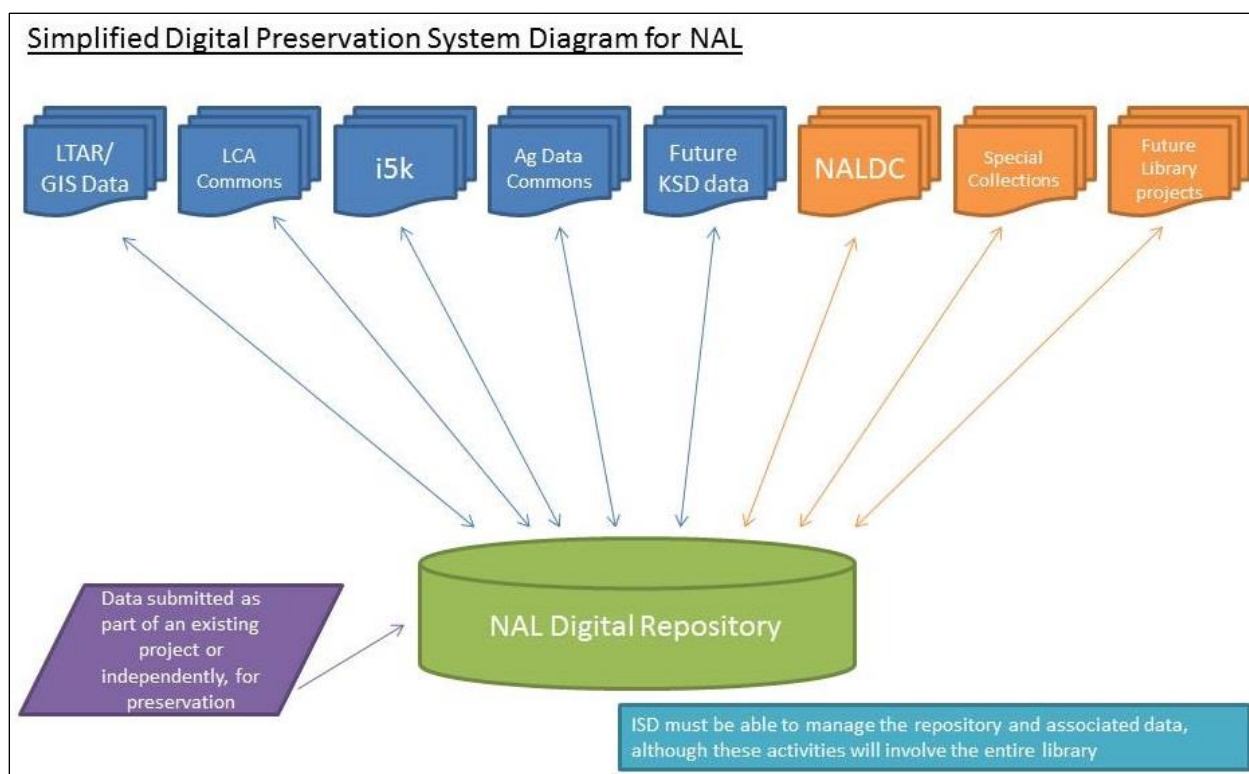 Simplified Digital Preservation System Diagram for NAL
LTAR/
GIS Data
LCA
Commons
i5k
Ag Data
Commons
Future
KSD data
NALDC
Special
Collections
Future
Library
projects
Data submitted as
part of an existing
project or
independently, for
preservation
NAL Digital Repository
ISD must be able to manage the repository and associated data,
although these activities will involve the entire library